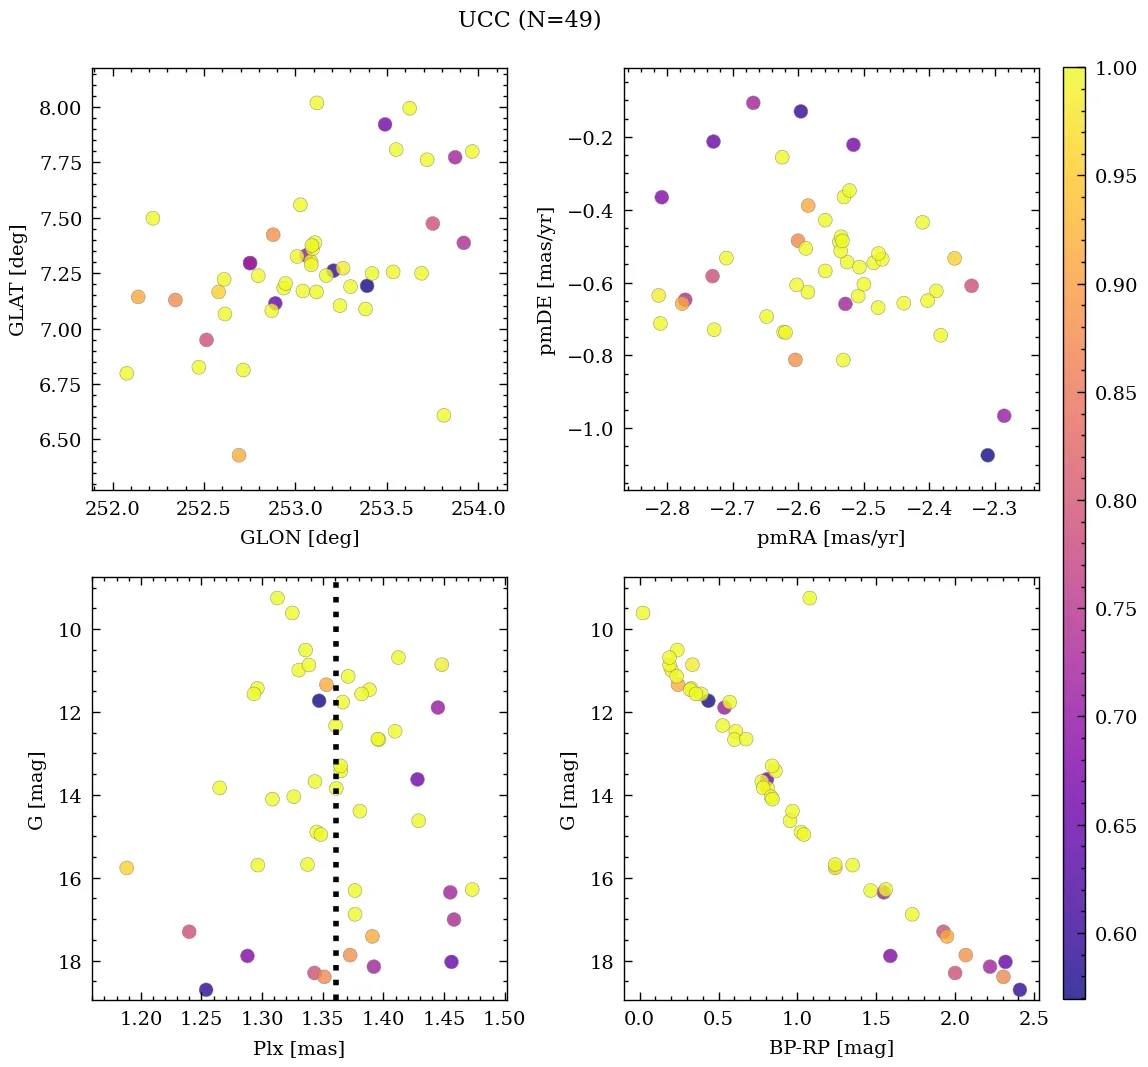 UCC (N=49)
8.00
7.75
7.50
7.25
7.00
6.75
6.50
GLAT [deg]
252.0 252.5 253.0 253.5 254.0
GLON [deg]
−0.2
−0.4
−0.6
−0.8
−1.0
pmDE [mas/yr]
−2.8 −2.7 −2.6 −2.5 −2.4 −2.3
pmRA [mas/yr]
10
12
14
16
18
G [mag]
1.20 1.25 1.30 1.35 1.40 1.45 1.50
Plx [mas]
10
12
14
16
18
G [mag]
0.0 0.5 1.0 1.5 2.0 2.5
BP-RP [mag]
1.00
0.95
0.90
0.85
0.80
0.75
0.70
0.65
0.60